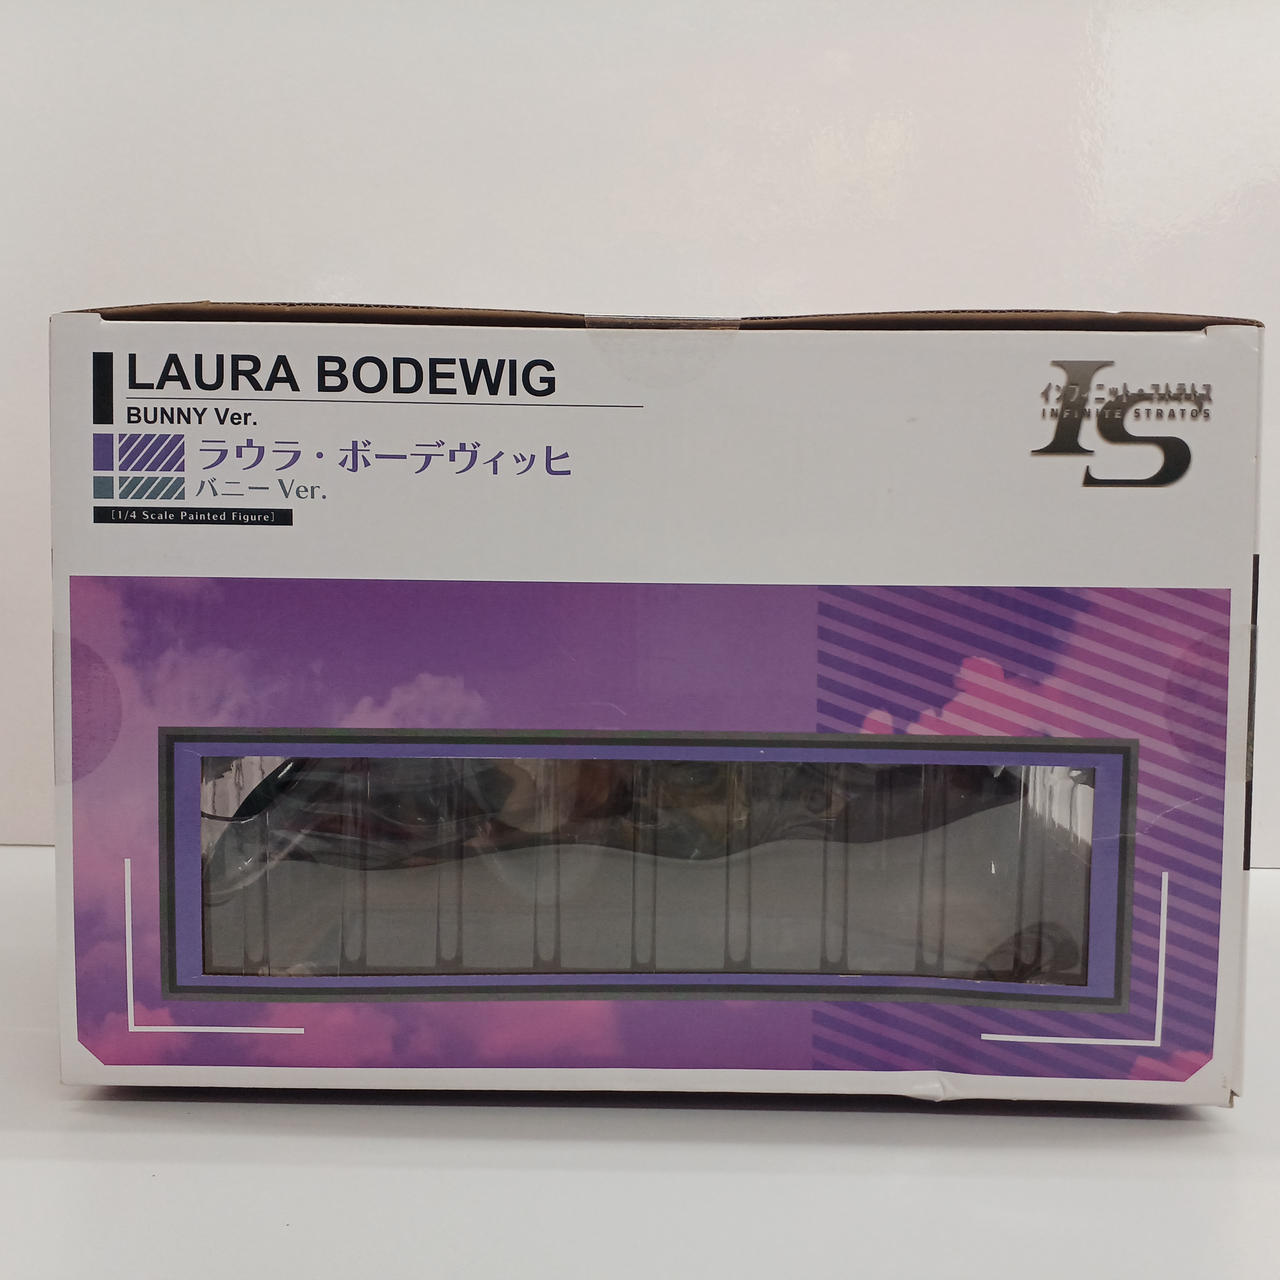 LAURA BODEWIG
BUNNY Ver.
ラウラ・ボーデヴィッヒ
バニー Ver.
[1/4 Scale Painted Figure]
IS
インフィニット・ストラトス
INFINITE STRATOS